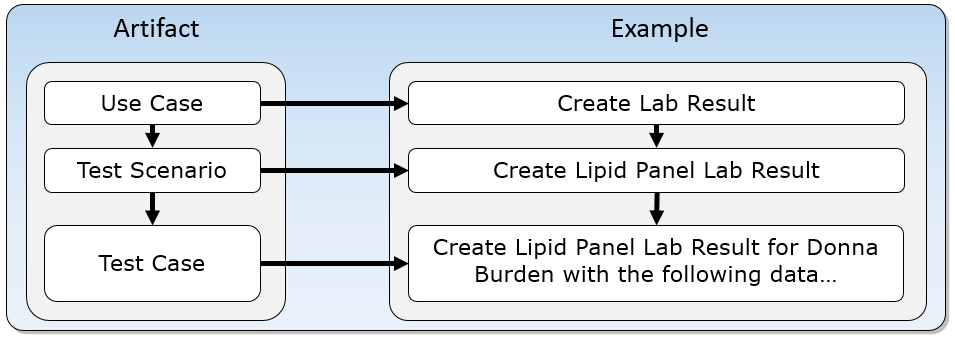 Artifact
Example
Use Case
Create Lab Result
Test Scenario
Create Lipid Panel Lab Result
Test Case
Create Lipid Panel Lab Result for Donna
Burden with the following data…